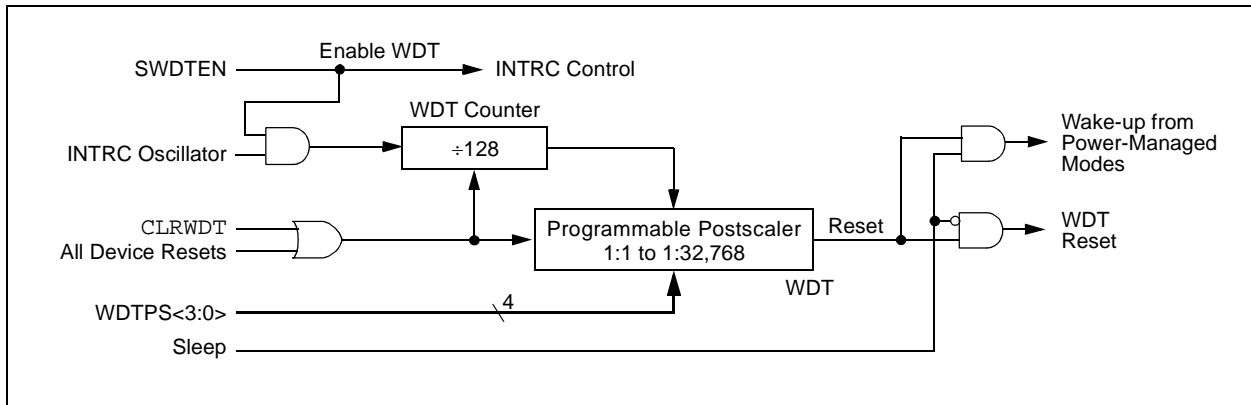 Enable WDT
SWDTEN
INTRC Control
WDT Counter
INTRC Oscillator
÷128
Wake-up from
Power-Managed
Modes
CLRWDT
All Device Resets
Programmable Postscaler
1:1 to 1:32,768
Reset
WDT
Reset
WDT
4
WDTPS<3:0>
Sleep